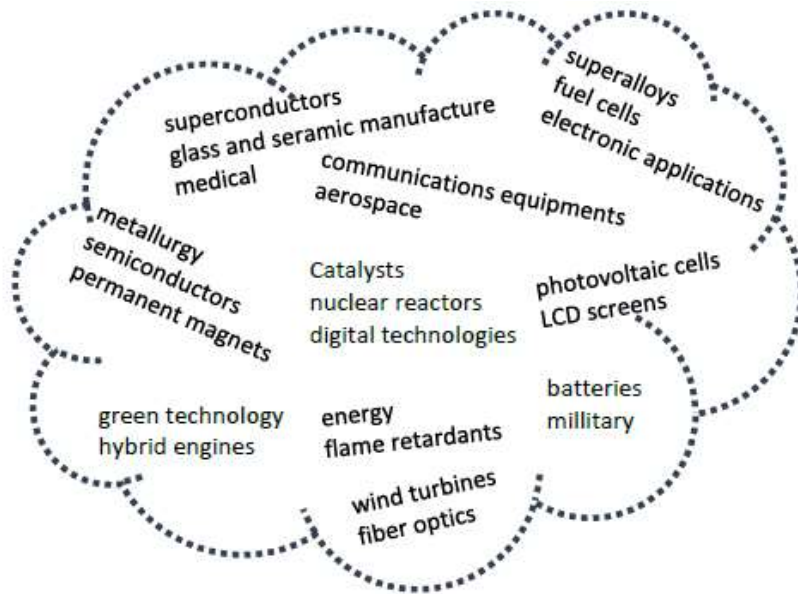 superconductors
glass and seramic manufacture
medical
superalloys
fuel cells
electronic applications
communications equipments
aerospace
metallurgy
semiconductors
permanent magnets
Catalysts
nuclear reactors
digital technologies
photovoltaic cells
LCD screens
green technology
hybrid engines
energy
flame retardants
batteries
millitary
wind turbines
fiber optics